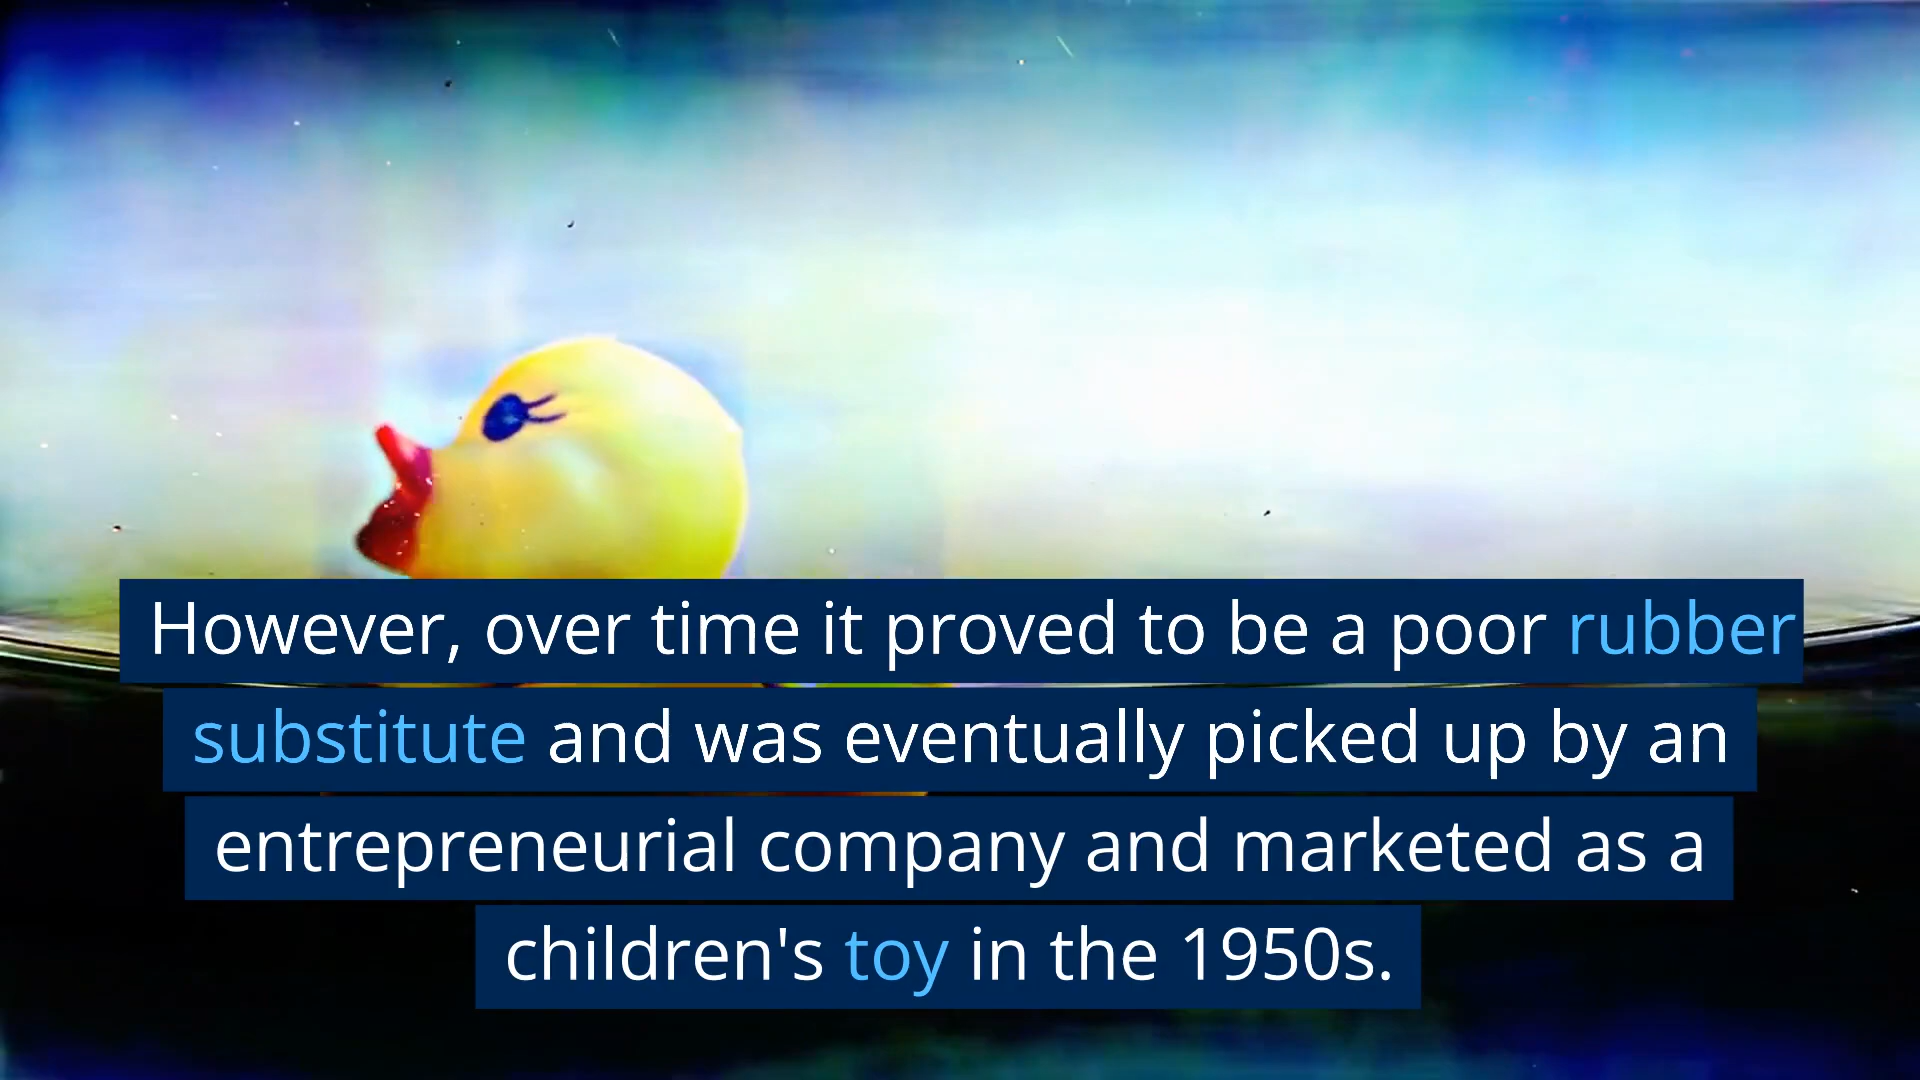 However, over time it proved to be a poor rubber
substitute and was eventually picked up by an
entrepreneurial company and marketed as a
children's toy in the 1950s.